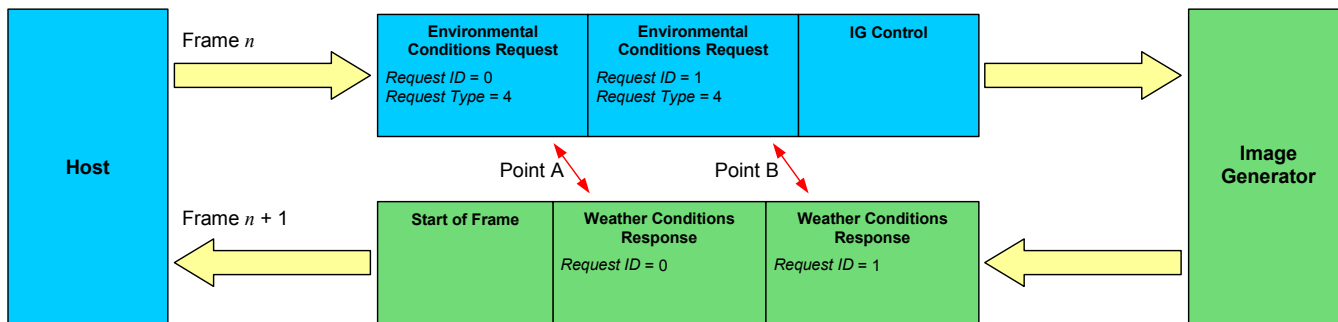 Frame n
Environmental
Conditions Request
Request ID = 0
Request Type = 4
Environmental
Conditions Request
Request ID = 1
Request Type = 4
IG Control
Host
Point A
Point B
Image
Generator
Frame n + 1
Start of Frame
Weather Conditions
Response
Request ID = 0
Weather Conditions
Response
Request ID = 1